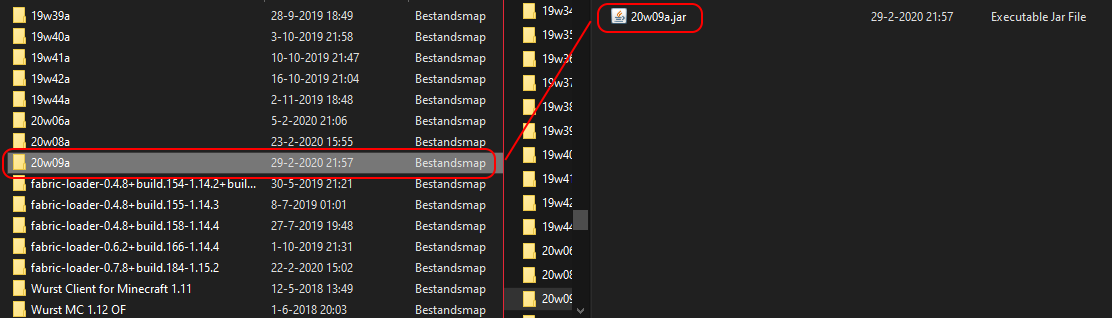 19w39a 28-9-2019 18:49 Bestandsmap
19w40a 3-10-2019 21:58 Bestandsmap
19w41a 10-10-2019 21:47 Bestandsmap
19w42a 16-10-2019 21:04 Bestandsmap
19w44a 2-11-2019 18:48 Bestandsmap
20w06a 5-2-2020 21:06 Bestandsmap
20w08a 23-2-2020 15:55 Bestandsmap
20w09a 29-2-2020 21:57 Bestandsmap
fabric-loader-0.4.8+build.154-1.14.2+buil... 30-5-2019 21:21 Bestandsmap
fabric-loader-0.4.8+build.155-1.14.3 8-7-2019 01:01 Bestandsmap
fabric-loader-0.4.8+build.158-1.14.4 27-7-2019 19:48 Bestandsmap
fabric-loader-0.6.2+build.166-1.14.4 1-10-2019 21:31 Bestandsmap
fabric-loader-0.7.8+build.184-1.15.2 22-2-2020 15:02 Bestandsmap
Wurst Client for Minecraft 1.11 12-5-2018 13:49 Bestandsmap
Wurst MC 1.12 OF 1-6-2018 20:03 Bestandsmap
19w34
19w35
19w36
19w37
19w38
19w39
19w40
19w41
19w42
19w44
20w06
20w08
20w09
20w09a.jar 29-2-2020 21:57 Executable Jar File